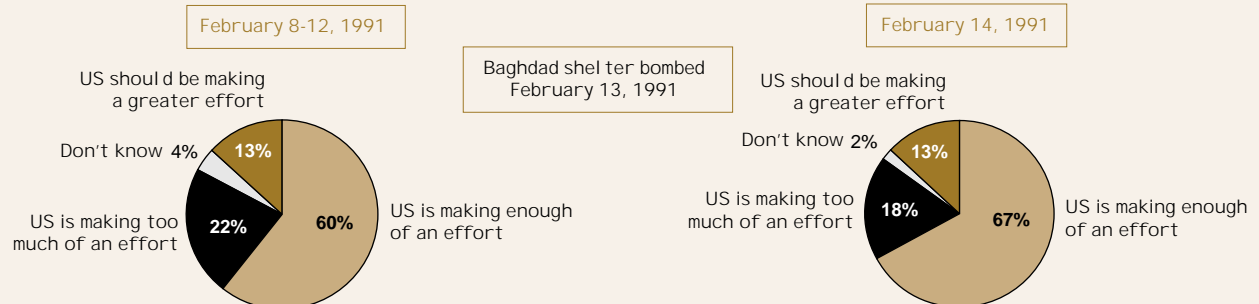 February 8-12, 1991
February 14, 1991
Baghdad shelter bombed
February 13, 1991
US should be making
a greater effort
Don't know 4%
13%
US is making too
much of an effort
22%
60%
US is making enough
of an effort
US should be making
a greater effort
Don't know 2%
13%
US is making too
much of an effort
18%
67%
US is making enough
of an effort